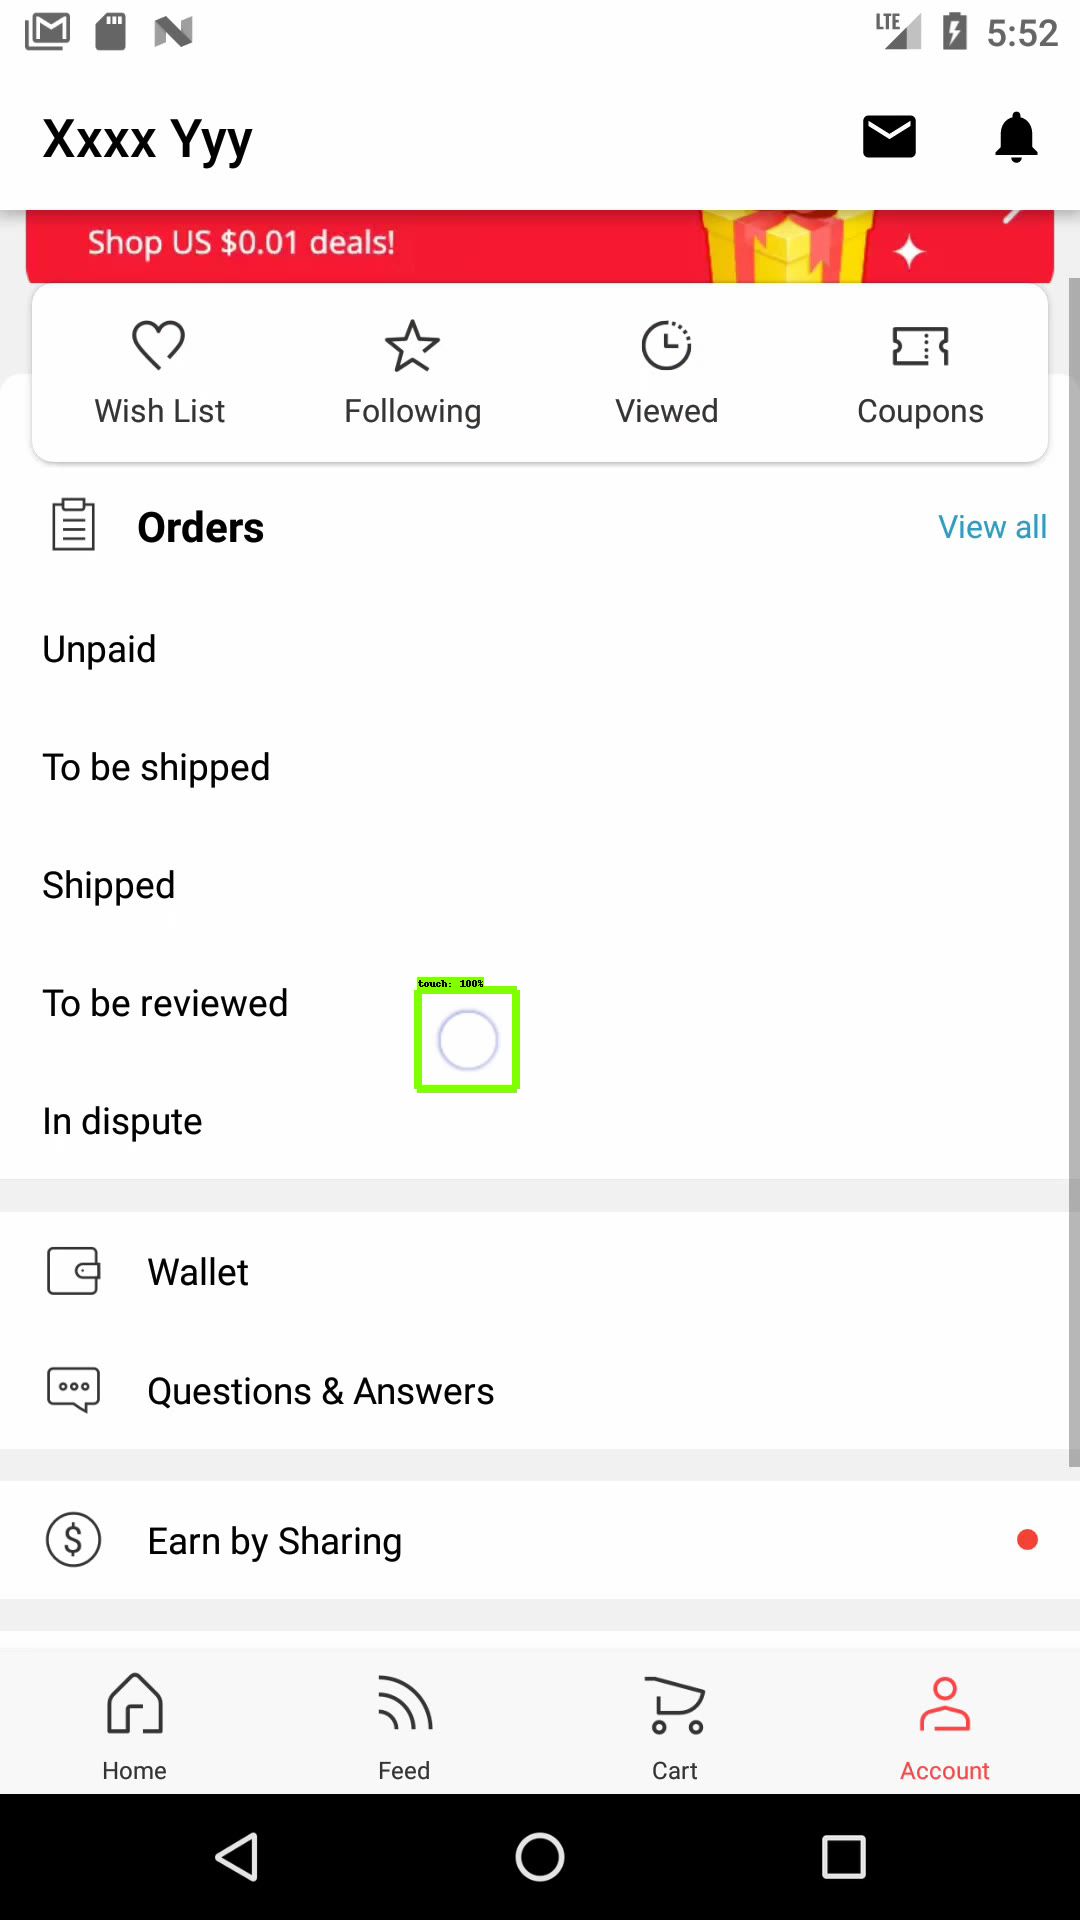 LTE 5:52
Xxxx Yyy
Shop US $0.01 deals!
Wish List Following Viewed Coupons
Orders View all
Unpaid
To be shipped
Shipped
touch: 100%
To be reviewed
In dispute
Wallet
Questions & Answers
Earn by Sharing
Home Feed Cart Account